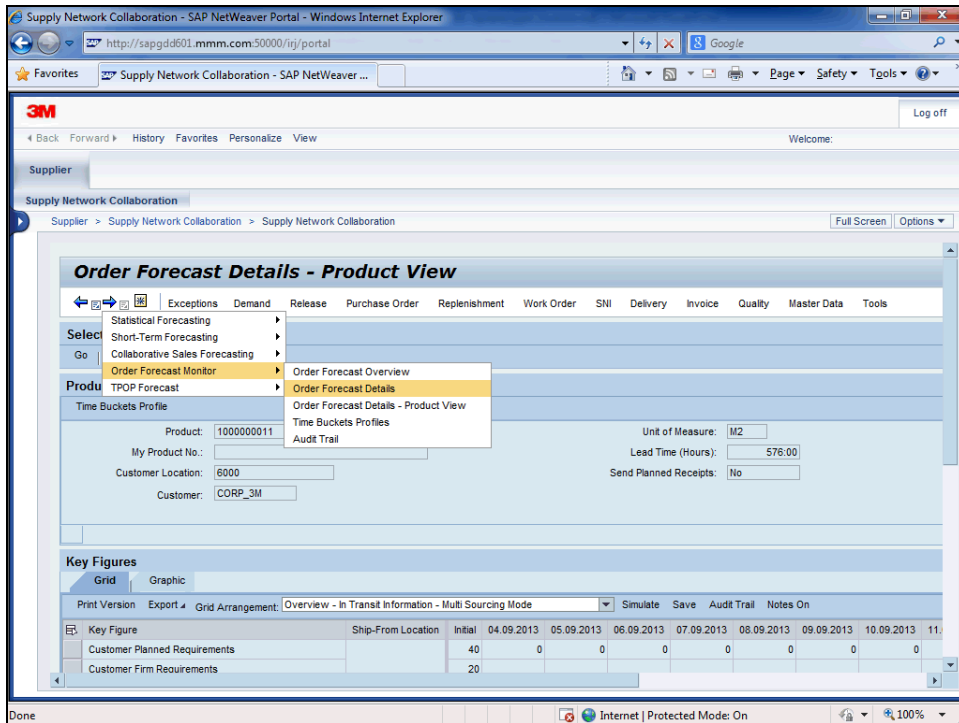 Supply Network Collaboration - SAP NetWeaver Portal - Windows Internet Explorer
http://sapgdd601.mmm.com:50000/irj/portal
Google
Favorites
Supply Network Collaboration - SAP NetWeaver ...
Page Safety Tools
3M
Log off
Back Forward History Favorites Personalize View
Welcome:
Supplier
Supply Network Collaboration
Supplier > Supply Network Collaboration > Supply Network Collaboration
Full Screen Options
Order Forecast Details - Product View
Exceptions Demand Release Purchase Order Replenishment Work Order SNI Delivery Invoice Quality Master Data Tools
Statistical Forecasting
Short-Term Forecasting
Collaborative Sales Forecasting
Order Forecast Monitor
TPOP Forecast
Order Forecast Overview
Order Forecast Details
Order Forecast Details - Product View
Time Buckets Profiles
Audit Trail
Select
Go
Produ
Time Buckets Profile
Product: 1000000011
Unit of Measure: M2
My Product No.:
Lead Time (Hours): 576:00
Customer Location: 6000
Send Planned Receipts: No
Customer: CORP_3M
Key Figures
Grid Graphic
Print Version Export Grid Arrangement: Overview - In Transit Information - Multi Sourcing Mode Simulate Save Audit Trail Notes On
Key Figure Ship-From Location Initial 04.09.2013 05.09.2013 06.09.2013 07.09.2013 08.09.2013 09.09.2013 10.09.2013 11.
Customer Planned Requirements 40 0 0 0 0 0 0 0
Customer Firm Requirements 20
Done
Internet | Protected Mode: On
100%